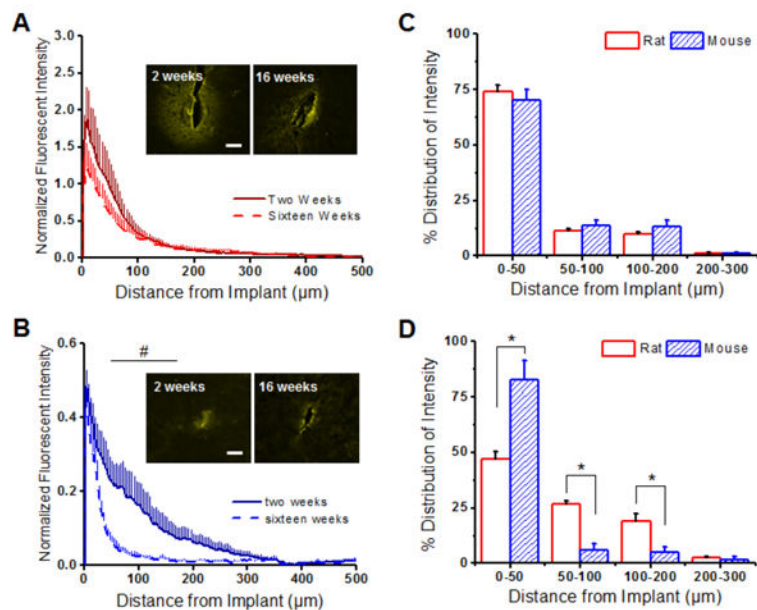 A
Normalized Fluorescent Intensity
3.0
2.5
2.0
1.5
1.0
0.5
0.0
2 weeks
16 weeks
Two Weeks
Sixteen Weeks
0 100 200 300 400 500
Distance from Implant (µm)
B
Normalized Fluorescent Intensity
0.6
0.4
0.2
0.0
#
2 weeks
16 weeks
two weeks
sixteen weeks
0 100 200 300 400 500
Distance from Implant (µm)
C
% Distribution of Intensity
100
75
50
25
0
Rat Mouse
0-50 50-100 100-200 200-300
Distance from Implant (µm)
D
% Distribution of Intensity
100
75
50
25
0
Rat Mouse
*
*
*
0-50 50-100 100-200 200-300
Distance from Implant (µm)